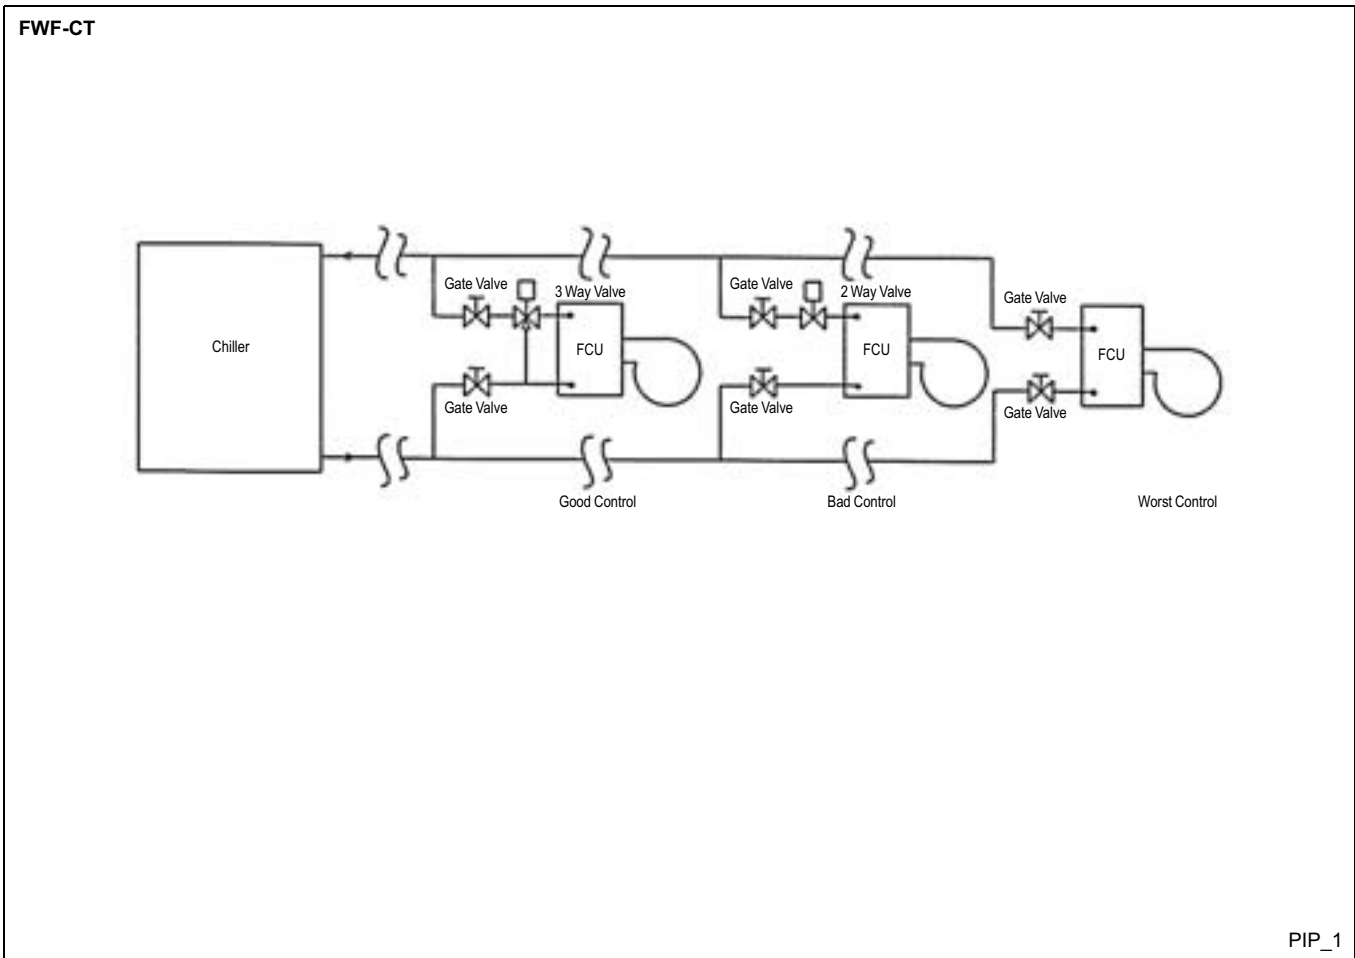 FWF-CT
Gate Valve
3 Way Valve
Gate Valve
2 Way Valve
Gate Valve
Chiller
FCU
FCU
FCU
Gate Valve
Gate Valve
Gate Valve
Good Control
Bad Control
Worst Control
PIP_1